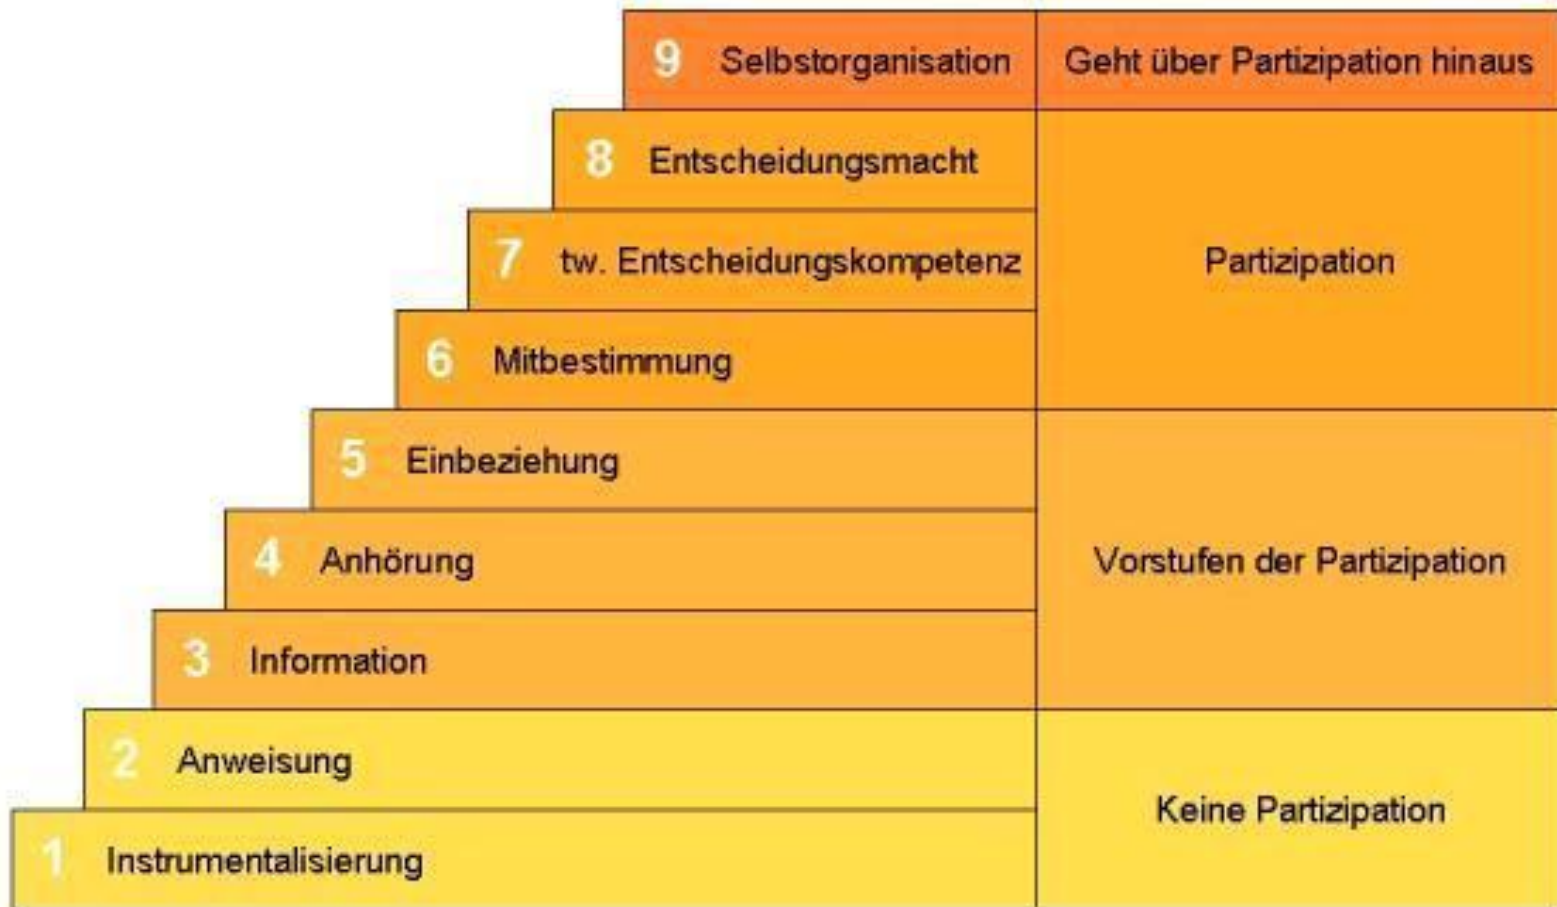 9 Selbstorganisation Geht über Partizipation hinaus
8 Entscheidungsmacht
7 tw. Entscheidungskompetenz Partizipation
6 Mitbestimmung
5 Einbeziehung
4 Anhörung Vorstufen der Partizipation
3 Information
2 Anweisung
Keine Partizipation
1 Instrumentalisierung